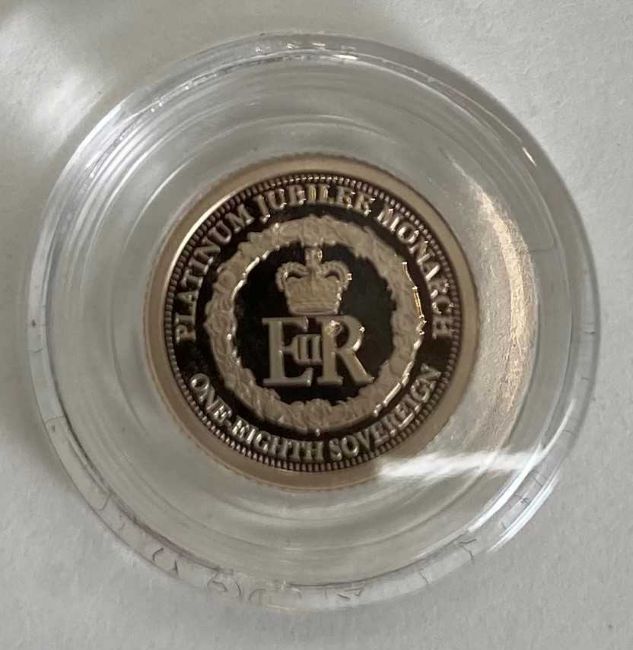 PLATINUM JUBILEE MONARCH
EIIR
ONE-EIGHTH SOVEREIGN